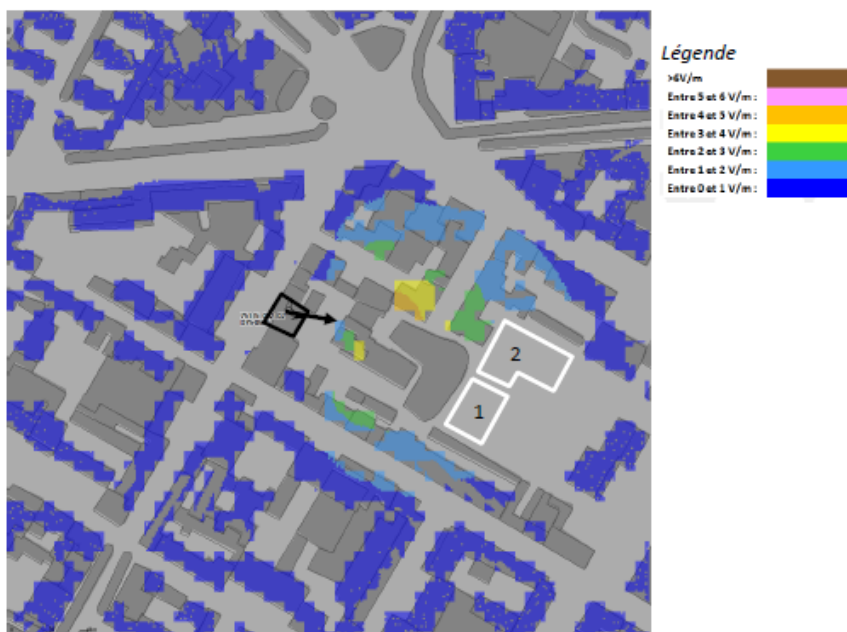 Légende
>6V/m
Entre 5 et 6 V/m :
Entre 4 et 5 V/m :
Entre 3 et 4 V/m :
Entre 2 et 3 V/m :
Entre 1 et 2 V/m :
Entre 0 et 1 V/m :
2
1